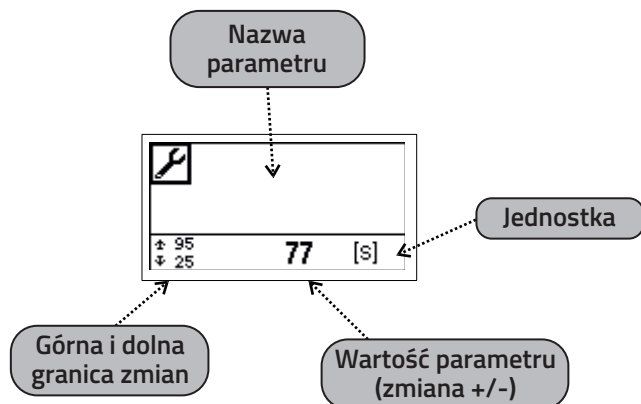 Nazwa
parametru
Jednostka
95
25
77
[S]
Górna i dolna
granica zmian
Wartość parametru
(zmiana +/-)